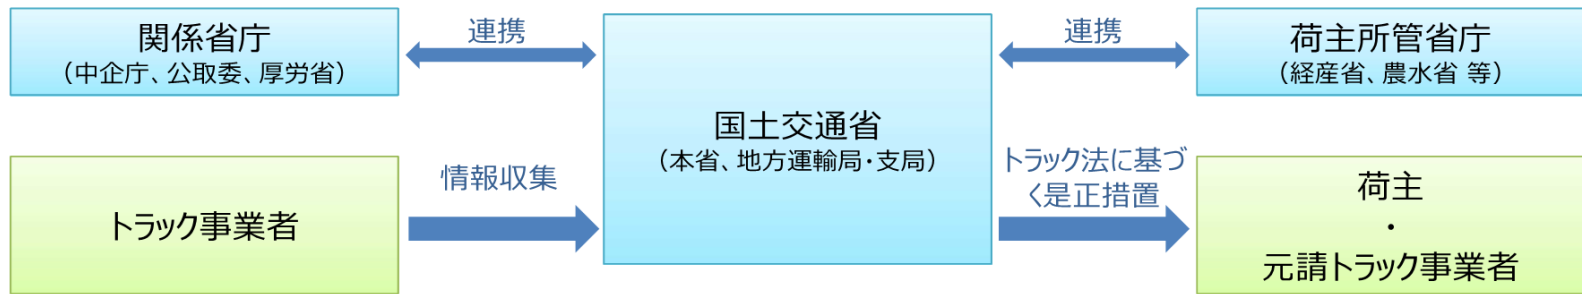 関係省庁
（中企庁、公取委、厚労省）
連携
国土交通省
（本省、地方運輸局・支局）
連携
荷主所管省庁
（経産省、農水省 等）
トラック事業者
情報収集
トラック法に基づ
く是正措置
荷主
・
元請トラック事業者